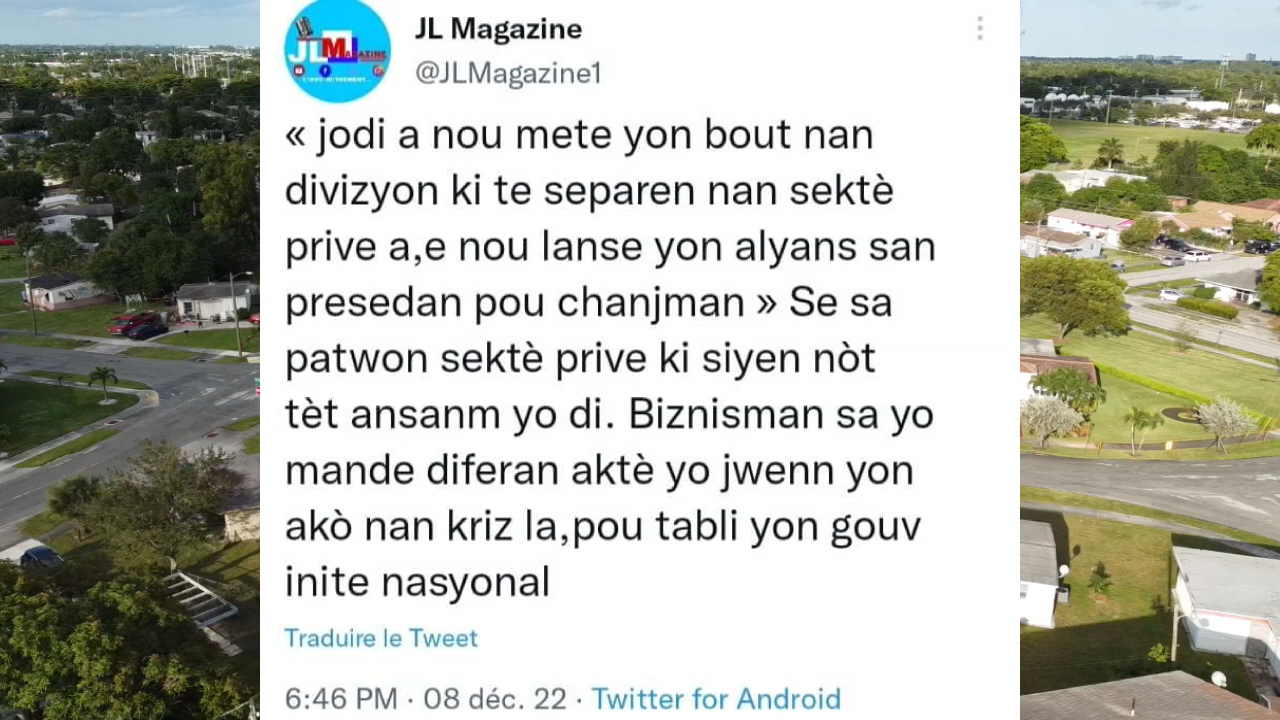 JLMAGAZINE
JL Magazine
@JLMagazine1
« jodi a nou mete yon bout nan
divizyon ki te separen nan sektè
prive a,e nou lanse yon alyans san
presedan pou chanjman » Se sa
patwon sektè prive ki siyen nòt
tèt ansanm yo di. Biznisman sa yo
mande diferan aktè yo jwenn yon
akò nan kriz la,pou tabli yon gouv
inite nasyonal
Traduire le Tweet
6:46 PM · 08 déc. 22 · Twitter for Android